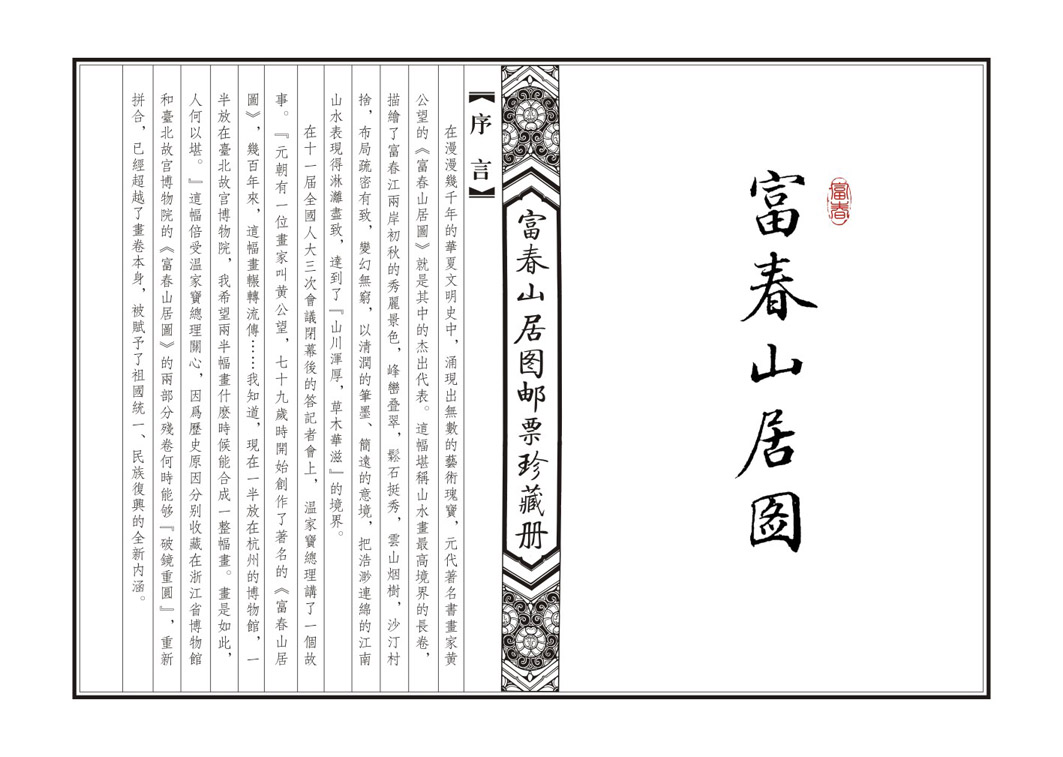 富春山居图
富春
富春山居图邮票珍藏册
【序言】
在漫漫幾千年的華夏文明史中，涌現出無數的藝術瑰寶，元代著名書畫家黄
公望的《富春山居圖》就是其中的杰出代表。這幅堪稱山水畫最高境界的長卷，
描繪了富春江兩岸初秋的秀麗景色，峰巒叠翠，鬆石挺秀，雲山烟樹，沙汀村
捨，布局疏密有致，變幻無窮，以清潤的筆墨、簡遠的意境，把浩渺連綿的江南
山水表現得淋灕盡致，達到了『山川渾厚，草木華滋』的境界。
在十一届全國人大三次會議閉幕後的答記者會上，温家寶總理講了一個故
事。『元朝有一位畫家叫黄公望，七十九歲時開始創作了著名的《富春山居
圖》，幾百年來，這幅畫輾轉流傳……我知道，現在一半放在杭州的博物館，一
半放在臺北故宫博物院，我希望兩半幅畫什麽時候能合成一整幅畫。畫是如此，
人何以堪。』這幅倍受温家寶總理關心，因爲歷史原因分别收藏在浙江省博物館
和臺北故宫博物院的《富春山居圖》的兩部分殘卷何時能够『破鏡重圓』，重新
拼合，已經超越了畫卷本身，被賦予了祖國統一、民族復興的全新内涵。